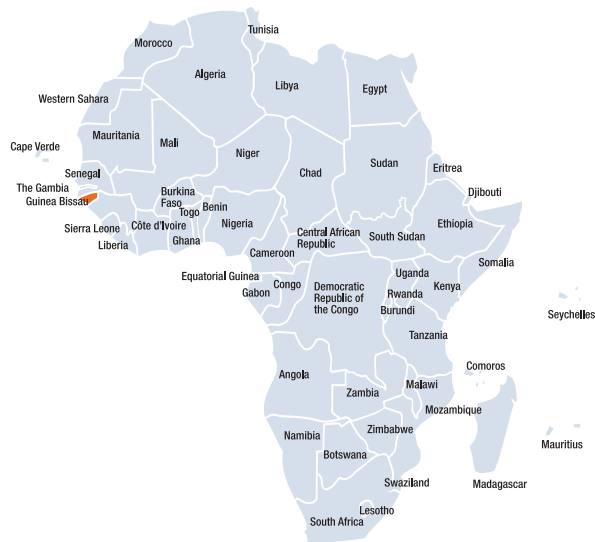 Tunisia
Morocco
Algeria
Libya
Egypt
Western Sahara
Mauritania
Mali
Cape Verde
Niger
Chad
Sudan
Eritrea
Senegal
The Gambia
Guinea Bissau
Burkina
Faso
Djibouti
Benin
Togo
Nigeria
Ethiopia
Sierra Leone
Côte d'Ivoire
Ghana
Liberia
Central African
Republic
South Sudan
Cameroon
Somalia
Equatorial Guinea
Uganda
Gabon
Congo
Democratic
Republic of
the Congo
Rwanda
Kenya
Burundi
Seychelles
Tanzania
Comoros
Angola
Malawi
Zambia
Mozambique
Namibia
Zimbabwe
Botswana
Mauritius
Swaziland
Madagascar
Lesotho
South Africa